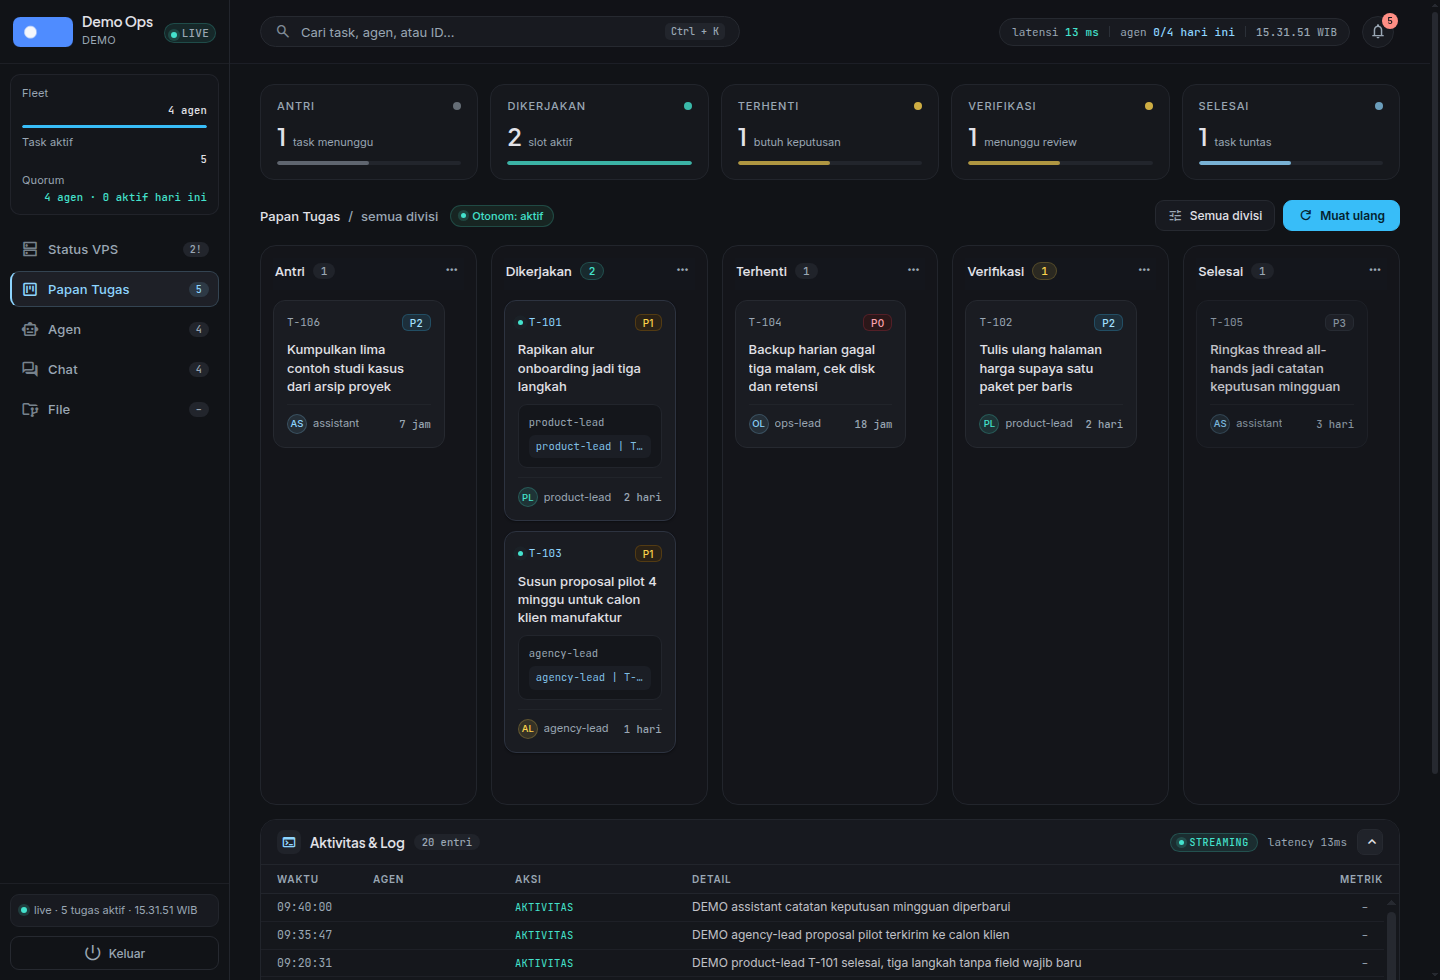 Demo Ops
DEMO
LIVE
Cari task, agen, atau ID...
Ctrl + K
latensi 13 ms
agen 0/4 hari ini
15.31.51 WIB
5
Fleet
4 agen
Task aktif
5
Quorum
4 agen · 0 aktif hari ini
Status VPS
2!
Papan Tugas
5
Agen
4
Chat
4
File
–
live · 5 tugas aktif · 15.31.51 WIB
Keluar
ANTRI
1 task menunggu
DIKERJAKAN
2 slot aktif
TERHENTI
1 butuh keputusan
VERIFIKASI
1 menunggu review
SELESAI
1 task tuntas
Papan Tugas / semua divisi
Otonom: aktif
Semua divisi
Muat ulang
Antri 1
T-106
P2
Kumpulkan lima
contoh studi kasus
dari arsip proyek
AS assistant 7 jam
Dikerjakan 2
T-101
P1
Rapikan alur
onboarding jadi tiga
langkah
product-lead
product-lead | T…
PL product-lead 2 hari
T-103
P1
Susun proposal pilot 4
minggu untuk calon
klien manufaktur
agency-lead
agency-lead | T-…
AL agency-lead 1 hari
Terhenti 1
T-104
P0
Backup harian gagal
tiga malam, cek disk
dan retensi
OL ops-lead 18 jam
Verifikasi 1
T-102
P2
Tulis ulang halaman
harga supaya satu
paket per baris
PL product-lead 2 hari
Selesai 1
T-105
P3
Ringkas thread all-
hands jadi catatan
keputusan mingguan
AS assistant 3 hari
Aktivitas & Log
20 entri
STREAMING
latency 13ms
WAKTU AGEN AKSI DETAIL METRIK
09:40:00 AKTIVITAS DEMO assistant catatan keputusan mingguan diperbarui –
09:35:47 AKTIVITAS DEMO agency-lead proposal pilot terkirim ke calon klien –
09:20:31 AKTIVITAS DEMO product-lead T-101 selesai, tiga langkah tanpa field wajib baru –